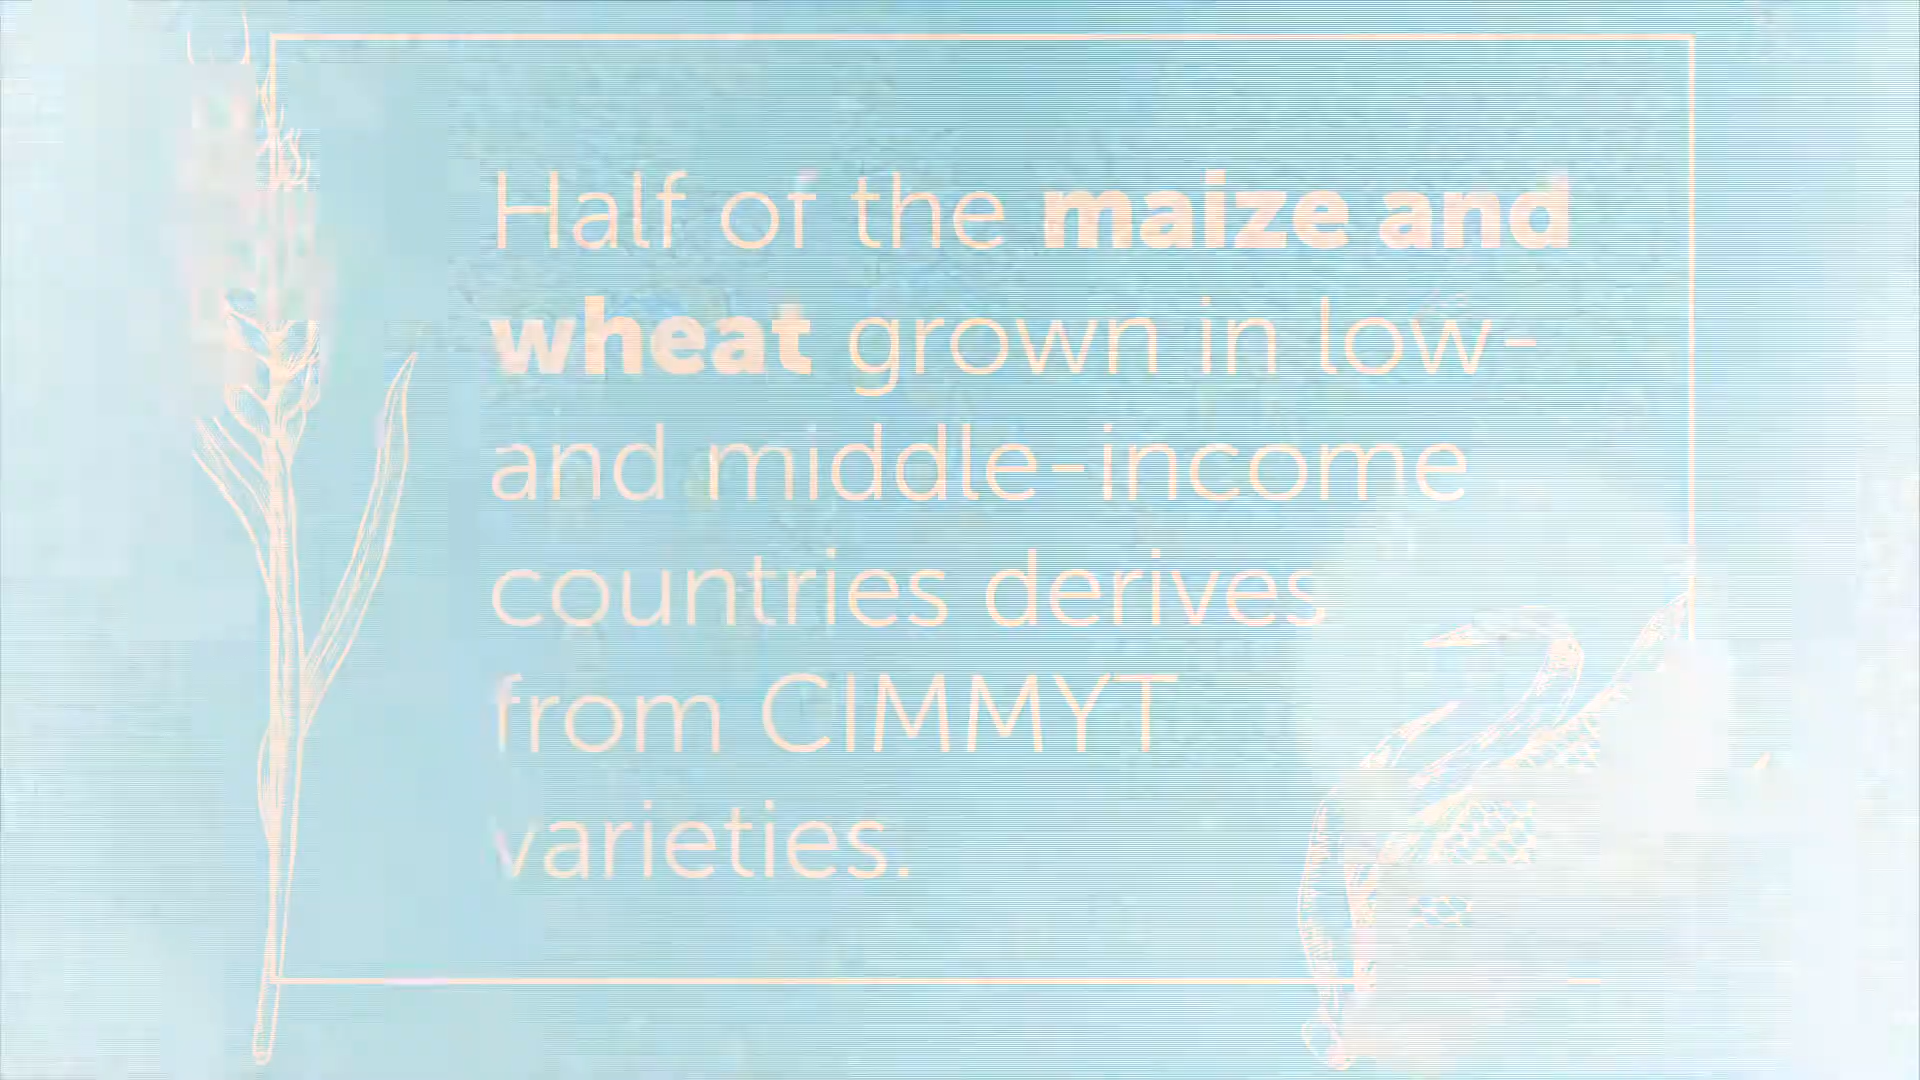 Half of the maize and
wheat grown in low-
and middle-income
countries derives
from CIMMYT
varieties.